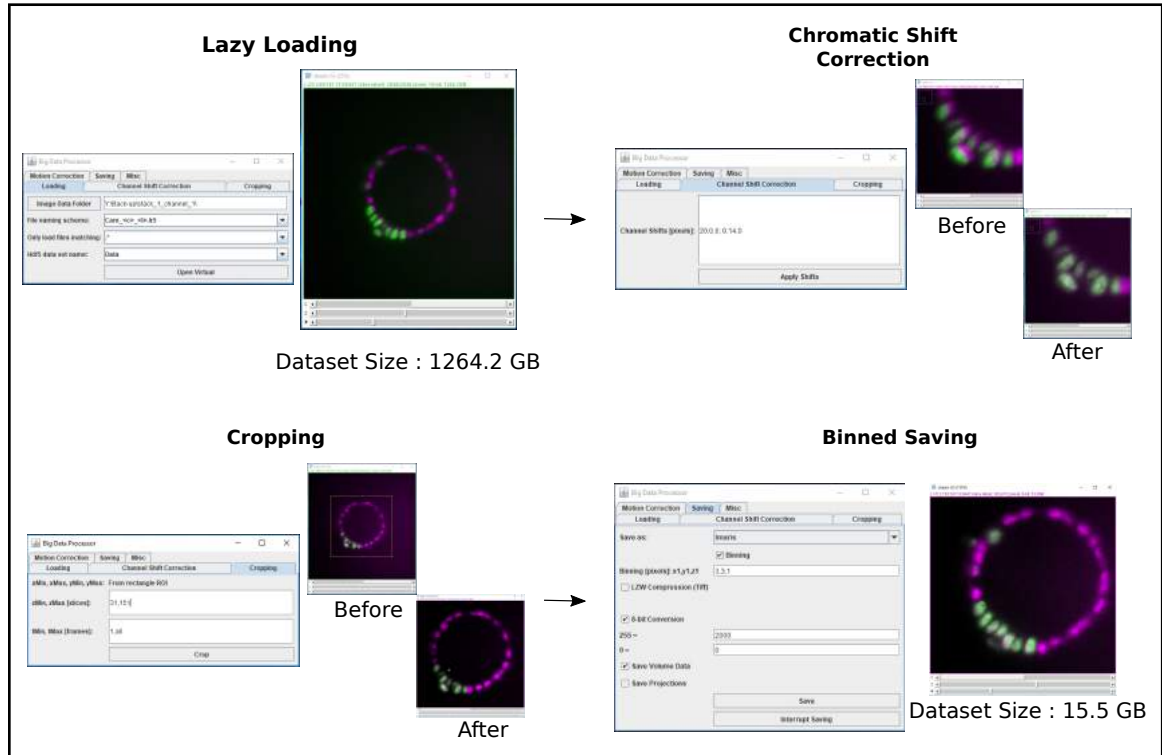 Lazy Loading
Big Data Processor
Motion Correction Saving Misc
Loading Channel Shift Correction Cropping
Image Data Folder
File naming scheme:
Only load files matching: .*
Hdf5 data set name: Data
Open Virtual
Dataset Size : 1264.2 GB
Chromatic Shift
Correction
Big Data Processor
Motion Correction Saving Misc
Loading Channel Shift Correction Cropping
Channel Shifts [pixels]:
Apply Shifts
Before
After
Cropping
Big Data Processor
Motion Correction Saving Misc
Loading Channel Shift Correction Cropping
xMin, xMax, yMin, yMax: From rectangle ROI
zMin, zMax [slices]:
tMin, tMax [frames]:
Crop
Before
After
Binned Saving
Big Data Processor
Motion Correction Saving Misc
Loading Channel Shift Correction Cropping
Save as: Imaris
Binning
Binning [pixels]: x1,y1,z1 3,3,1
LZW Compression (Tiff)
8-bit Conversion
255 =
0 = 0
Save Volume Data
Save Projections
Save
Interrupt Saving
Dataset Size : 15.5 GB